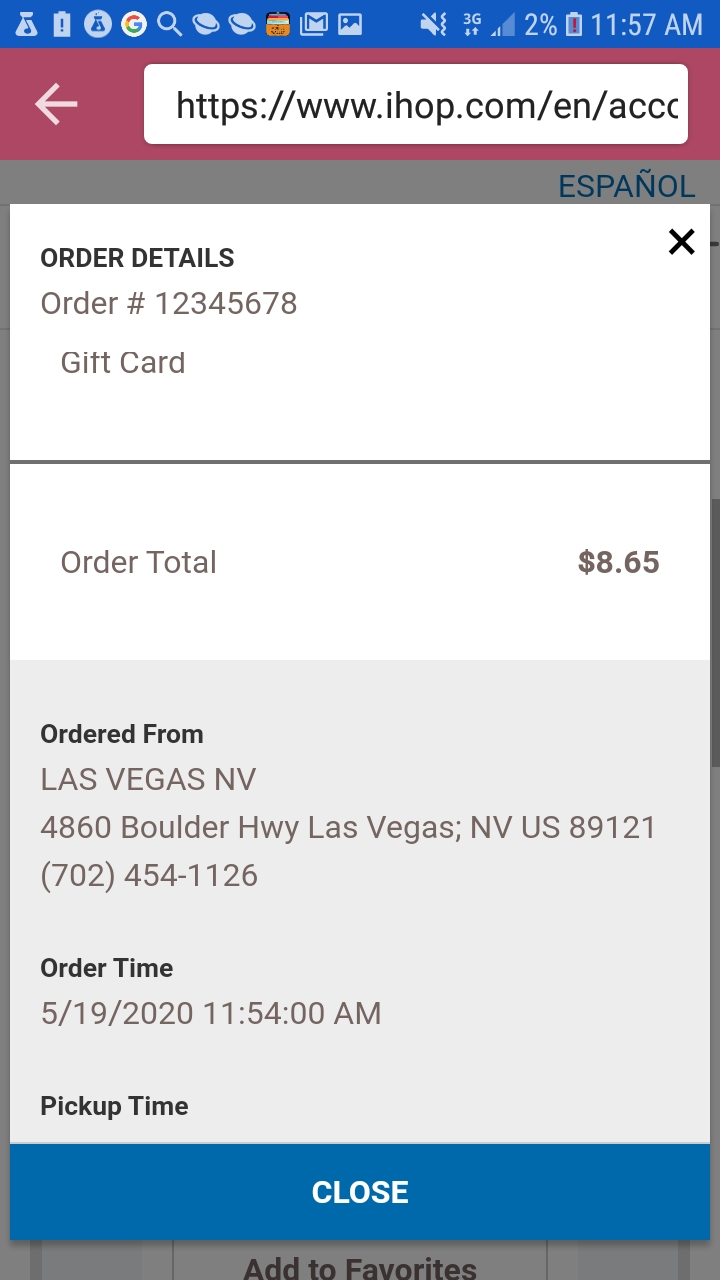 3G 2% 11:57 AM
https://www.ihop.com/en/acco
ESPAÑOL
ORDER DETAILS
Order # 12345678
Gift Card
Order Total $8.65
Ordered From
LAS VEGAS NV
4860 Boulder Hwy Las Vegas; NV US 89121
(702) 454-1126
Order Time
5/19/2020 11:54:00 AM
Pickup Time
CLOSE
Add to Favorites